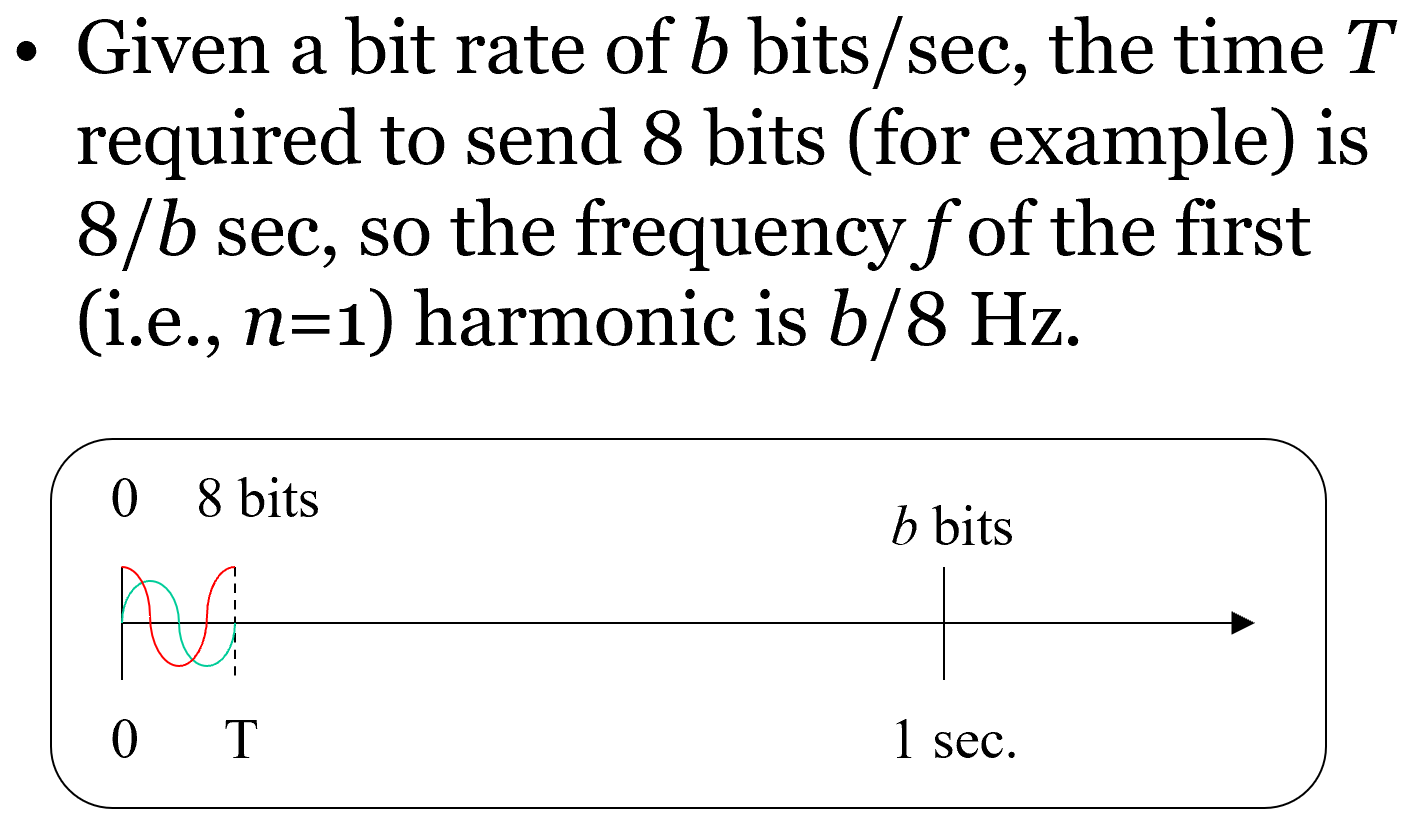 • Given a bit rate of b bits/sec, the time T
required to send 8 bits (for example) is
8/b sec, so the frequency f of the first
(i.e., n=1) harmonic is b/8 Hz.
0 8 bits
b bits
0 T 1 sec.